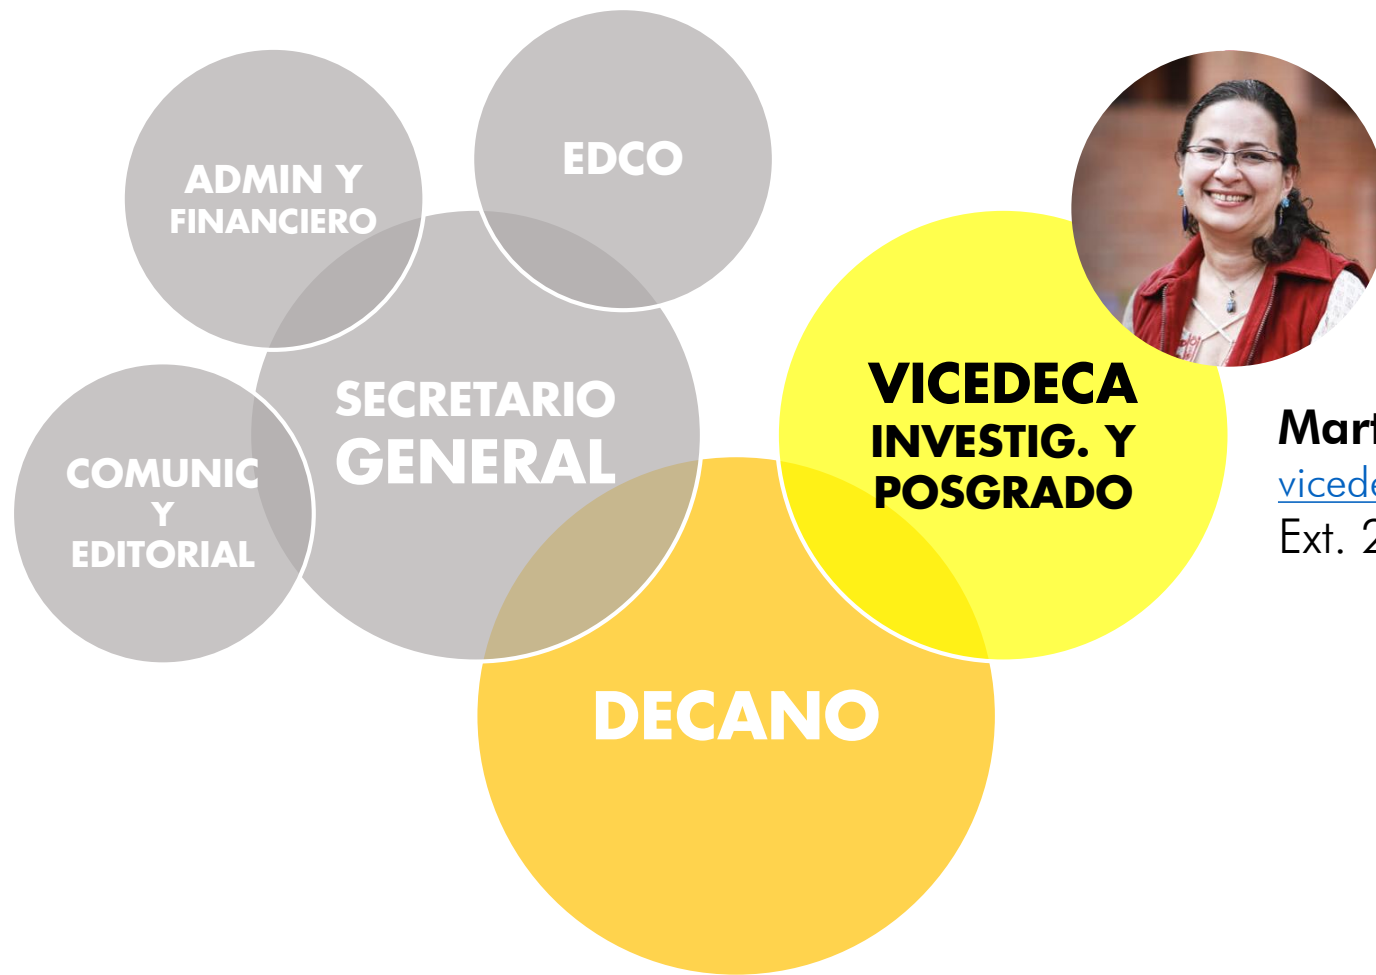 ADMIN Y
FINANCIERO
EDCO
SECRETARIO
GENERAL
COMUNIC
Y
EDITORIAL
VICEDECA
INVESTIG. Y
POSGRADO
DECANO
Ext.